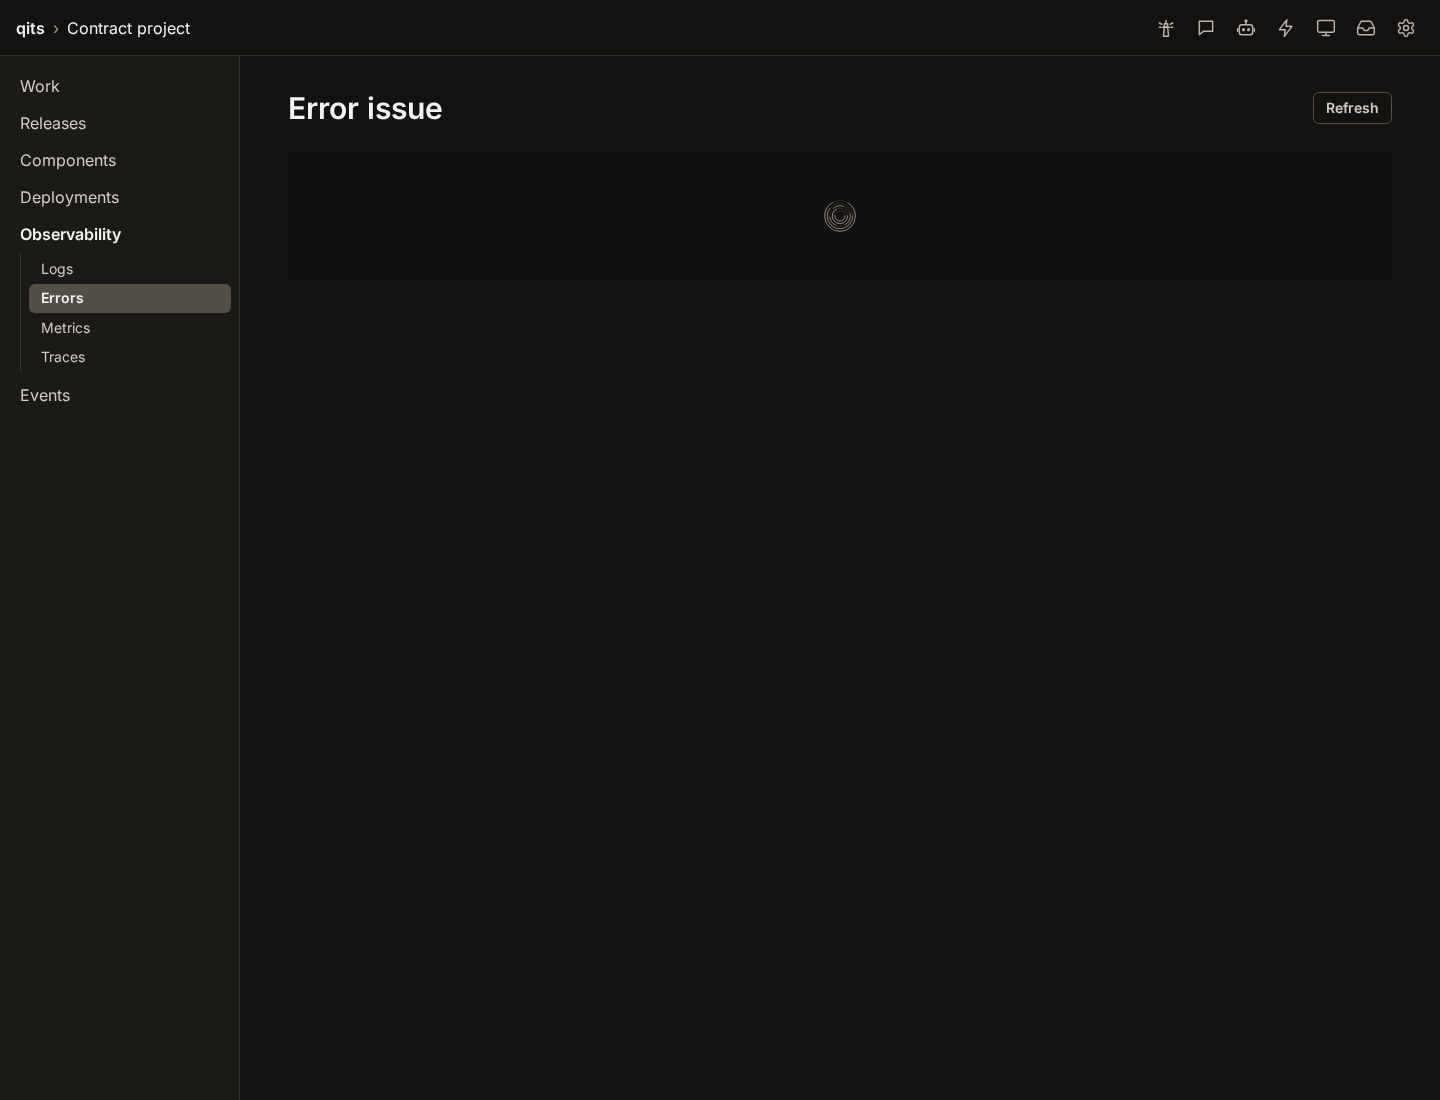 qits › Contract project
Work
Releases
Components
Deployments
Observability
Logs
Errors
Metrics
Traces
Events
Error issue
Refresh